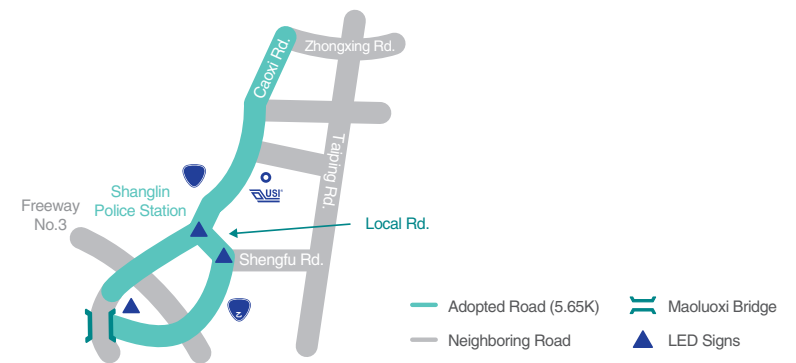 Caoxi Rd.
Zhongxing Rd.
Taiping Rd.
USI
Shanglin
Police Station
Freeway
No.3
Local Rd.
Shengfu Rd.
2
Adopted Road (5.65K)
Maoluoxi Bridge
Neighboring Road
LED Signs